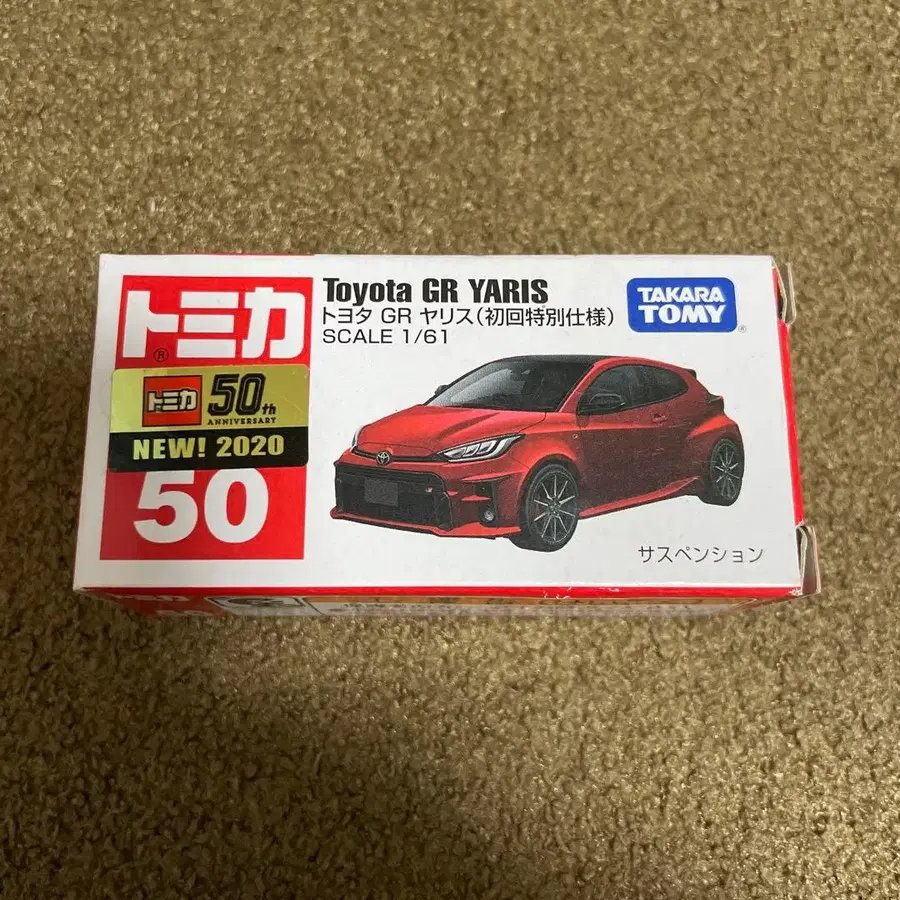 トミカ®
トミカ 50th
ANNIVERSARY
NEW! 2020
50
Toyota GR YARIS
トヨタ GR ヤリス(初回特別仕様)
SCALE 1/61
TAKARA
TOMY®
サスペンション